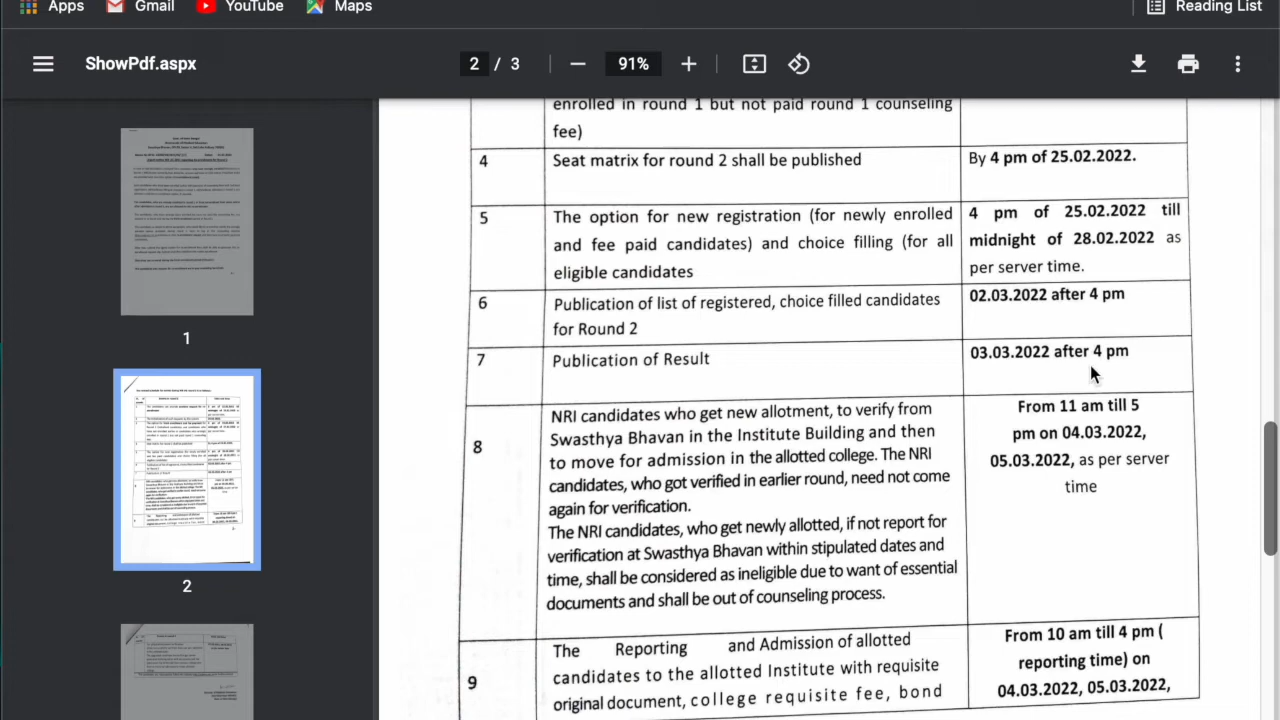 Apps Gmail YouTube Maps Reading List
ShowPdf.aspx 2 / 3 91%
1
2
enrolled in round 1 but not paid round 1 counseling
fee)
4 Seat matrix for round 2 shall be published By 4 pm of 25.02.2022.
5 The option for new registration (for newly enrolled 4 pm of 25.02.2022 till
and fee paid candidates) and choice filling for all midnight of 28.02.2022 as
eligible candidates per server time.
6 Publication of list of registered, choice filled candidates 02.03.2022 after 4 pm
for Round 2
7 Publication of Result 03.03.2022 after 4 pm
8 NRI candidates, who get new allotment, to verify from From 11 am till 5
Swasthya Bhavan in the Institute Building and then pm on 04.03.2022,
to move for admission in the allotted college. The NRI 05.03.2022, as per server
candidates who got verified in earlier round, need not come time
again for verification.
The NRI candidates, who get newly allotted, if not report for
verification at Swasthya Bhavan within stipulated dates and
time, shall be considered as ineligible due to want of essential
documents and shall be out of counseling process.
9 The Reporting and Admission of allotted From 10 am till 4 pm (
candidates to the allotted Institute with requisite reporting time) on
original document, college requisite fee, bond 04.03.2022, 05.03.2022,